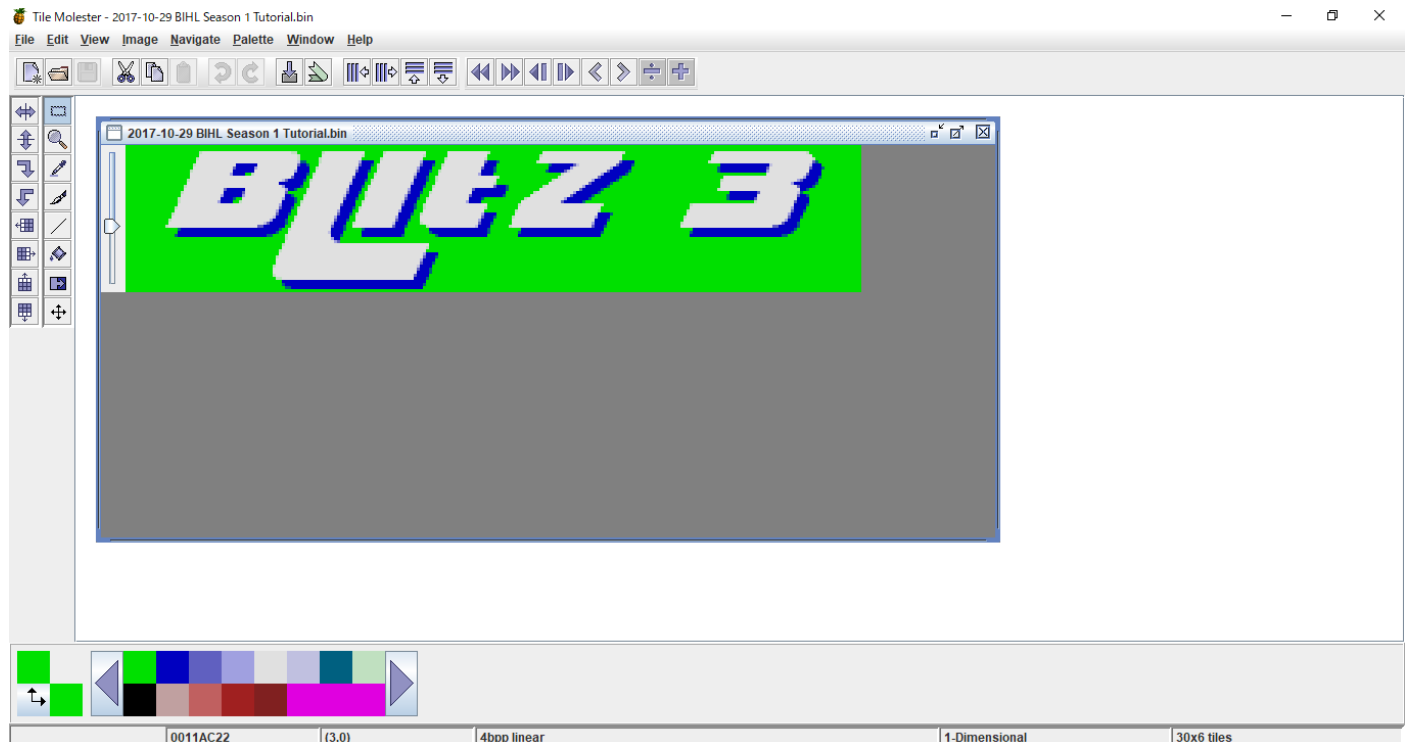 Tile Molester - 2017-10-29 BIHL Season 1 Tutorial.bin
File Edit View Image Navigate Palette Window Help
2017-10-29 BIHL Season 1 Tutorial.bin
BLitz 3
0011AC22 (3,0) 4bpp linear 1-Dimensional 30x6 tiles